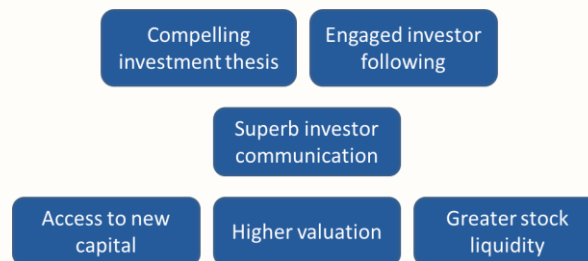 Compelling
investment thesis
Engaged investor
following
Superb investor
communication
Access to new
capital
Higher valuation
Greater stock
liquidity